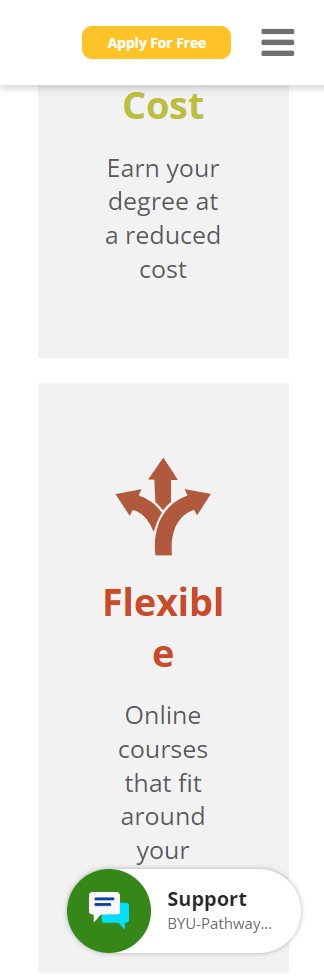 Apply For Free
Cost
Earn your
degree at
a reduced
cost
Flexibl
e
Online
courses
that fit
around
your
Support
BYU-Pathway...